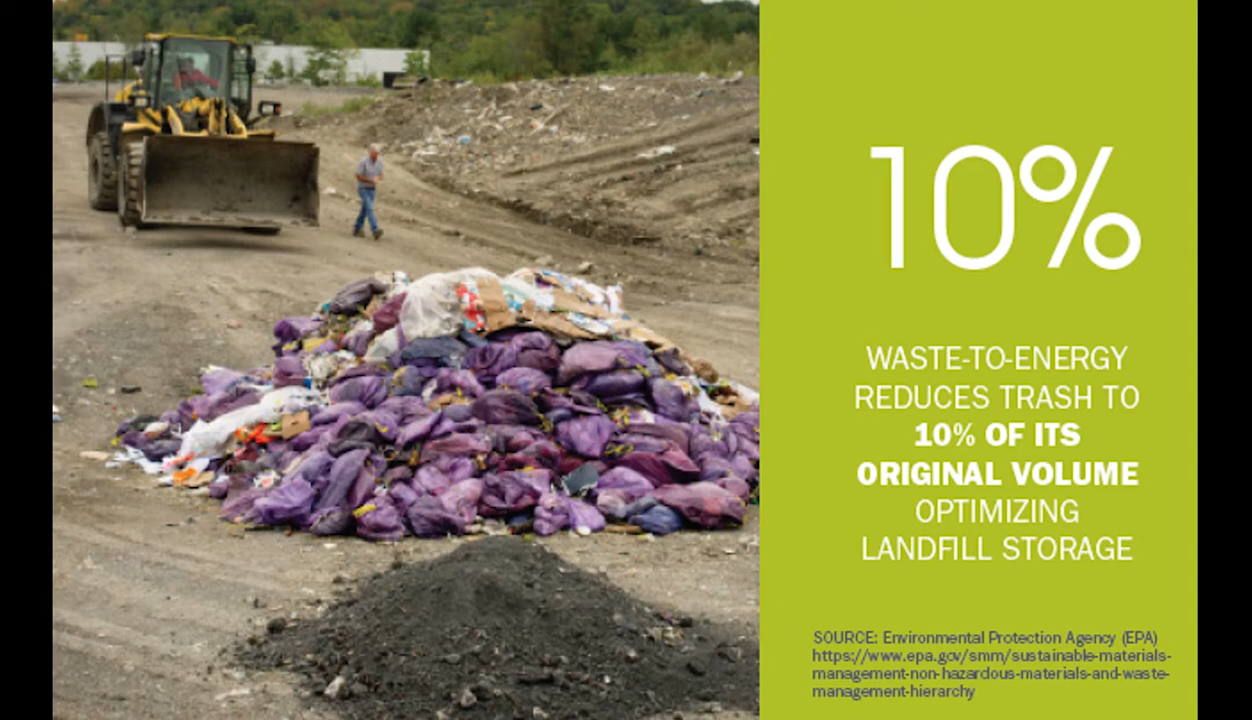 10%
WASTE-TO-ENERGY
REDUCES TRASH TO
10% OF ITS
ORIGINAL VOLUME
OPTIMIZING
LANDFILL STORAGE
SOURCE: Environmental Protection Agency (EPA)
https://www.epa.gov/smm/sustainable-materials-
management-non-hazardous-materials-and-waste-
management-hierarchy